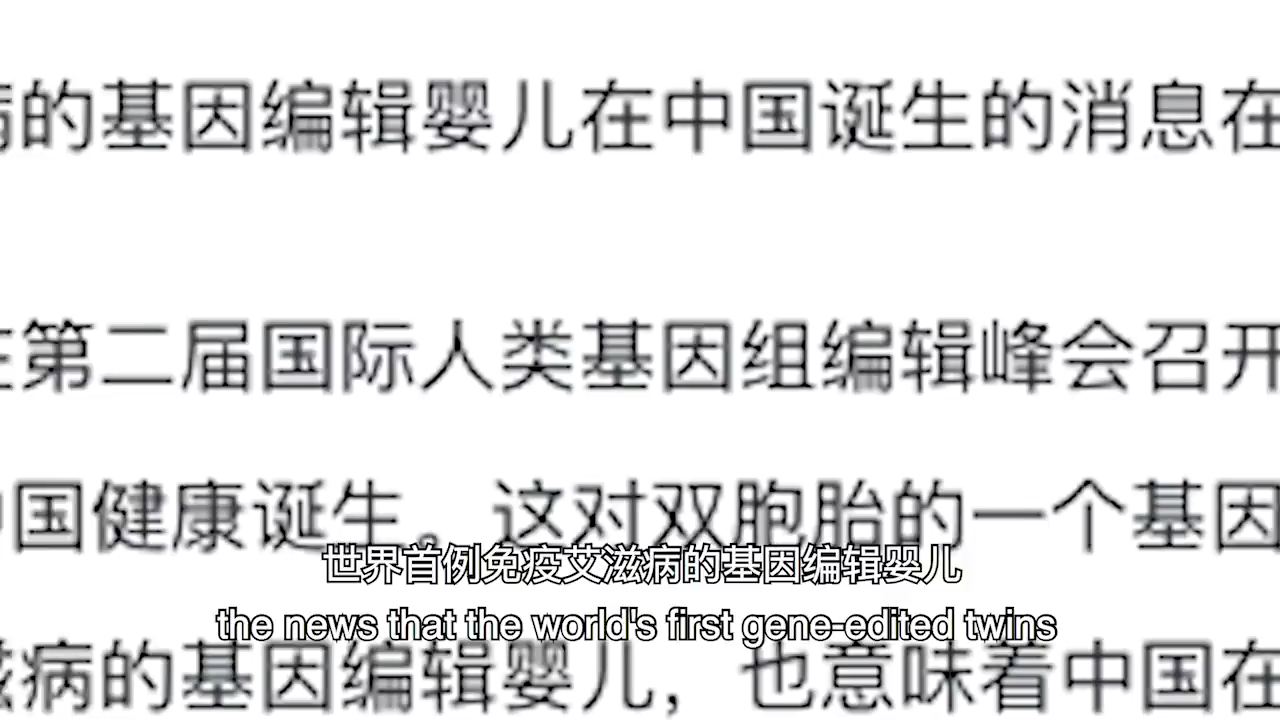 病的基因编辑婴儿在中国诞生的消息在
在第二届国际人类基因组编辑峰会召开
中国健康诞生。这对双胞胎的一个基因
世界首例免疫艾滋病的基因编辑婴儿
the news that the world's first gene-edited twins
滋病的基因编辑婴儿，也意味着中国在